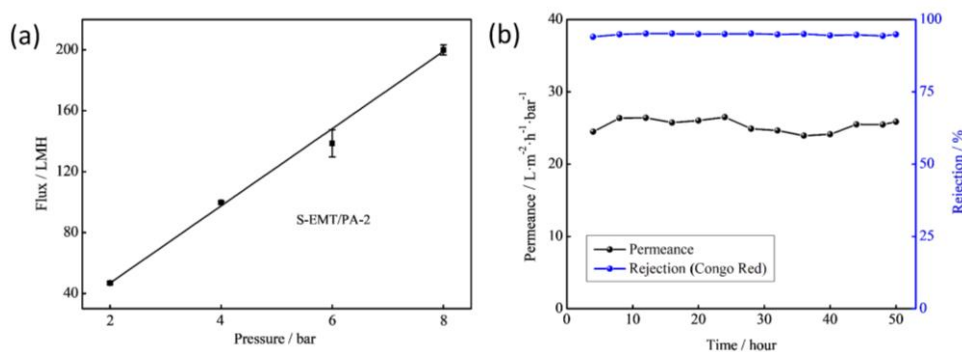 (a)
200
160
120
80
40
Flux / LMH
S-EMT/PA-2
2 4 6 8
Pressure / bar
(b)
40
30
20
10
0
Permeance / L·m⁻²·h⁻¹·bar⁻¹
100
75
50
25
0
Rejection / %
Permeance
Rejection (Congo Red)
0 10 20 30 40 50
Time / hour